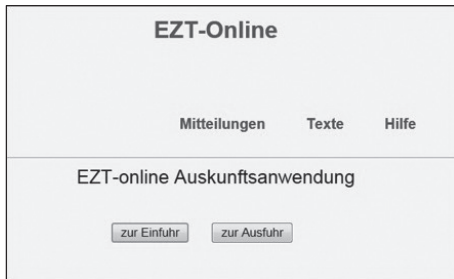 EZT-Online
Mitteilungen Texte Hilfe
EZT-online Auskunftsanwendung
zur Einfuhr zur Ausfuhr